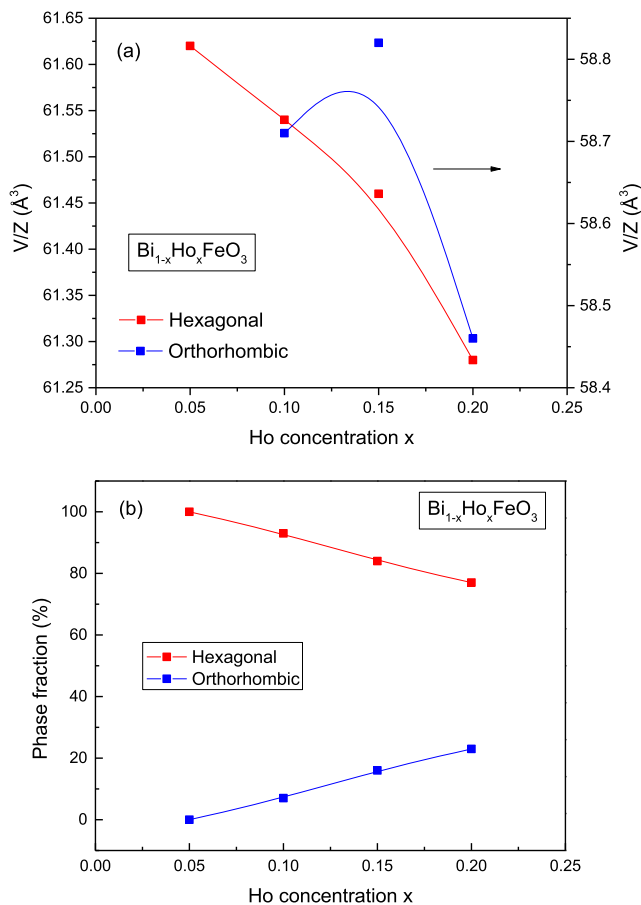 61.65
61.60
61.55
61.50
61.45
61.40
61.35
61.30
61.25
V/Z (Å³)
(a)
Bi₁₋ₓHoₓFeO₃
Hexagonal
Orthorhombic
58.8
58.7
58.6
58.5
58.4
V/Z (Å³)
0.00 0.05 0.10 0.15 0.20 0.25
Ho concentration x
(b)
Bi₁₋ₓHoₓFeO₃
100
80
60
40
20
0
Phase fraction (%)
Hexagonal
Orthorhombic
0.00 0.05 0.10 0.15 0.20 0.25
Ho concentration x